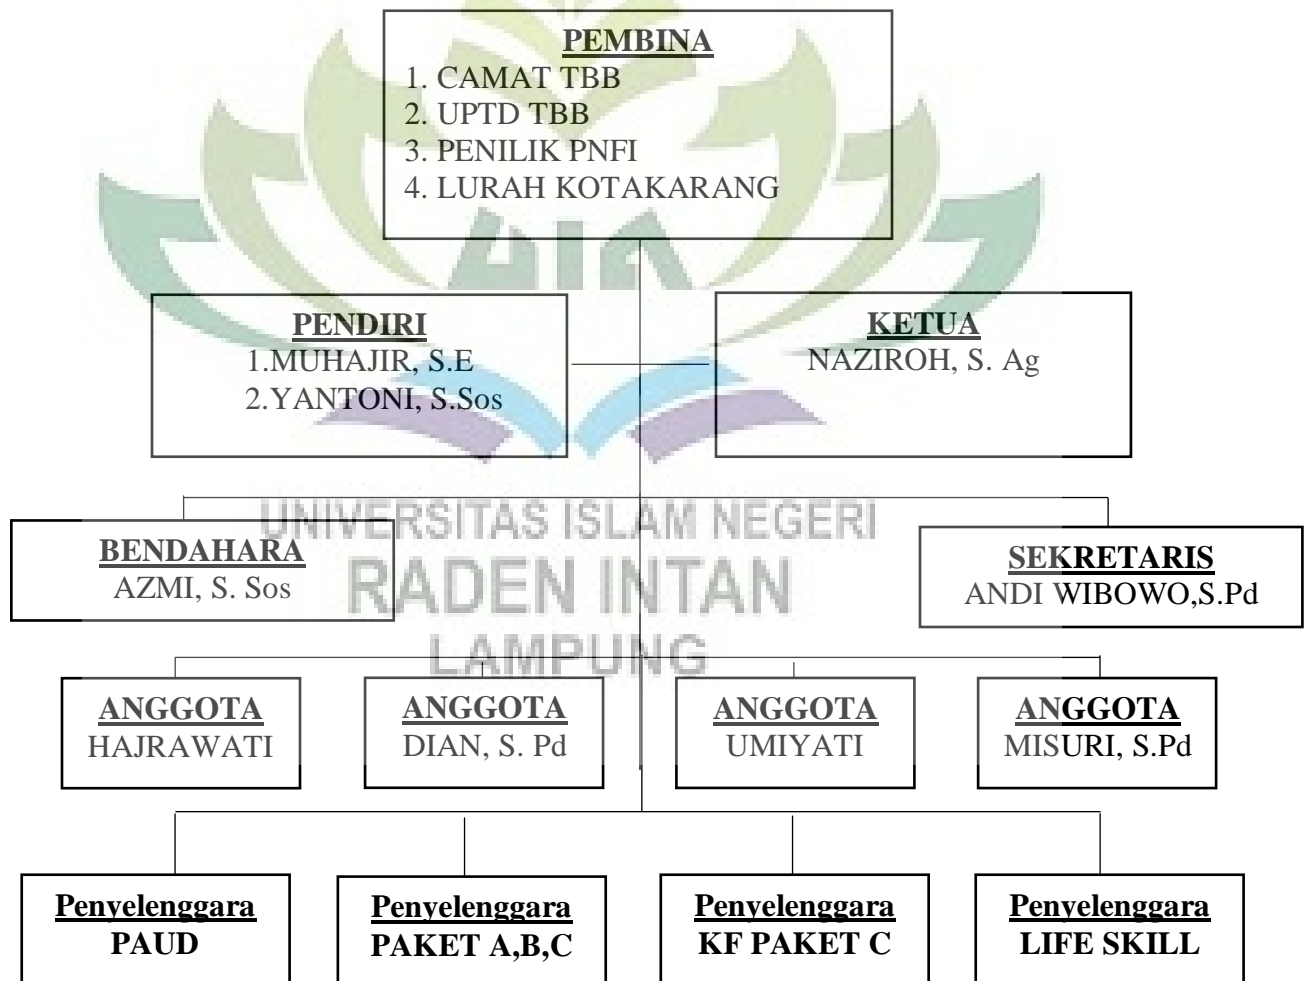 PEMBINA
1. CAMAT TBB
2. UPTD TBB
3. PENILIK PNFI
4. LURAH KOTAKARANG
PENDIRI
1.MUHAJIR, S.E
2.YANTONI, S.Sos
KETUA
NAZIROH, S. Ag
UNIVERSITAS ISLAM NEGERI
RADEN INTAN
LAMPUNG
BENDAHARA
AZMI, S. Sos
SEKRETARIS
ANDI WIBOWO,S.Pd
ANGGOTA
HAJRAWATI
ANGGOTA
DIAN, S. Pd
ANGGOTA
UMIYATI
ANGGOTA
MISURI, S.Pd
Penyelenggara
PAUD
Penyelenggara
PAKET A,B,C
Penyelenggara
KF PAKET C
Penyelenggara
LIFE SKILL